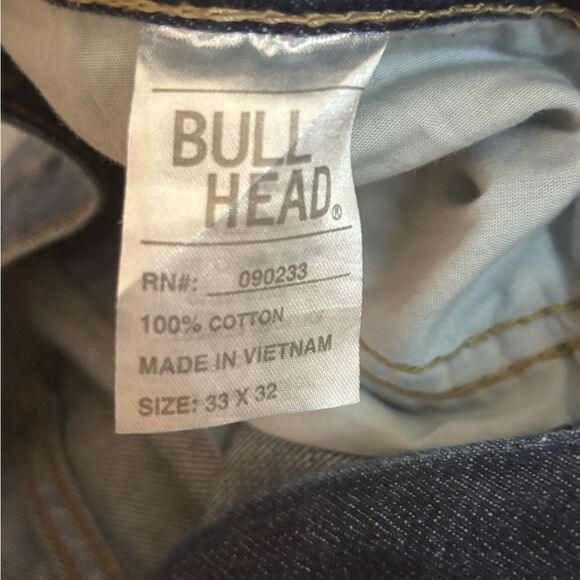 BULL
HEAD®
RN#: 090233
100% COTTON
MADE IN VIETNAM
SIZE: 33 X 32